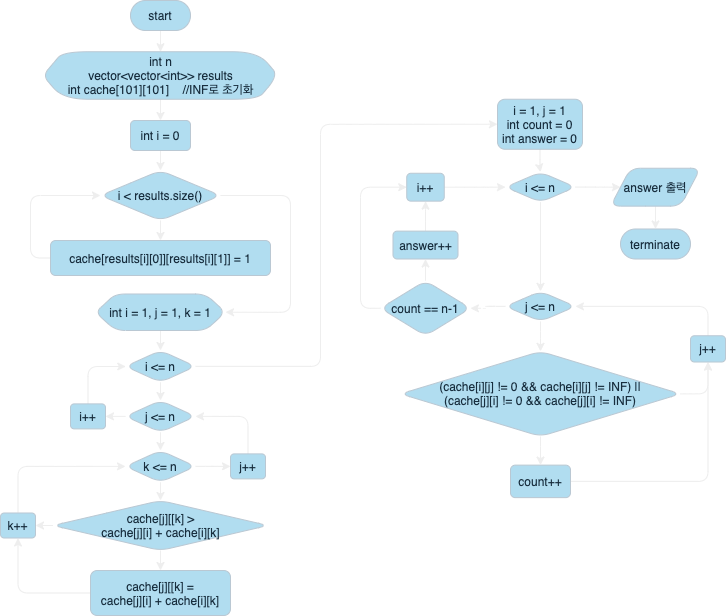 start
int n
vector<vector<int>> results
int cache[101][101] //INF로 초기화
int i = 0
i < results.size()
cache[results[i][0]][results[i][1]] = 1
int i = 1, j = 1, k = 1
i <= n
i++
j <= n
k <= n
j++
k++
cache[j][[k] >
cache[j][i] + cache[i][k]
cache[j][[k] =
cache[j][i] + cache[i][k]
i = 1, j = 1
int count = 0
int answer = 0
i++
i <= n
answer 출력
answer++
terminate
count == n-1
j <= n
j++
(cache[i][j] != 0 && cache[i][j] != INF) ||
(cache[j][i] != 0 && cache[j][i] != INF)
count++